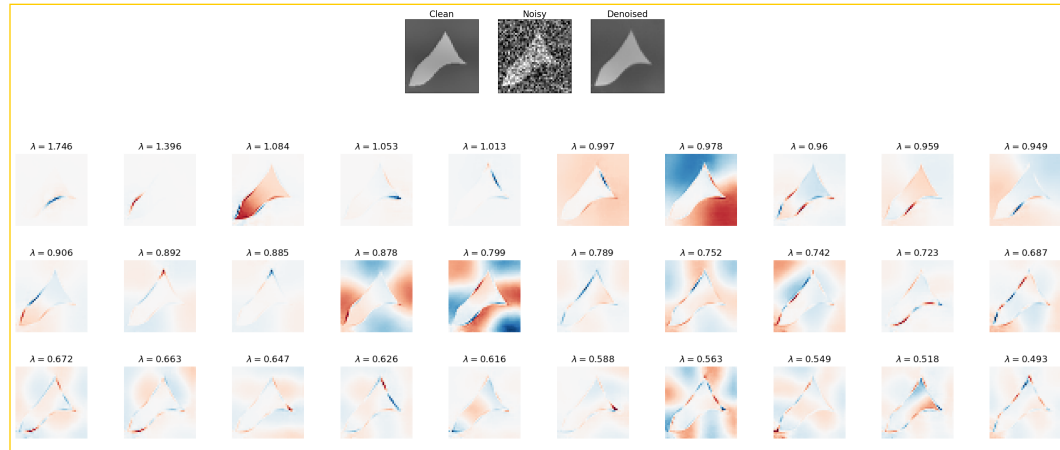 Clean Noisy Denoised
λ = 1.746 λ = 1.396 λ = 1.084 λ = 1.053 λ = 1.013 λ = 0.997 λ = 0.978 λ = 0.96 λ = 0.959 λ = 0.949
λ = 0.906 λ = 0.892 λ = 0.885 λ = 0.878 λ = 0.799 λ = 0.789 λ = 0.752 λ = 0.742 λ = 0.723 λ = 0.687
λ = 0.672 λ = 0.663 λ = 0.647 λ = 0.626 λ = 0.616 λ = 0.588 λ = 0.563 λ = 0.549 λ = 0.518 λ = 0.493